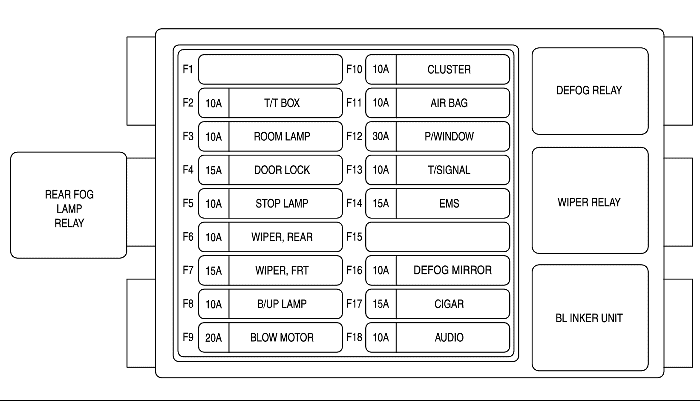 F1
F10 10A CLUSTER
F2 10A T/T BOX
F11 10A AIR BAG
F3 10A ROOM LAMP
F12 30A P/WINDOW
F4 15A DOOR LOCK
F13 10A T/SIGNAL
F5 10A STOP LAMP
F14 15A EMS
F6 10A WIPER, REAR
F15
F7 15A WIPER, FRT
F16 10A DEFOG MIRROR
F8 10A B/UP LAMP
F17 15A CIGAR
F9 20A BLOW MOTOR
F18 10A AUDIO
DEFOG RELAY
WIPER RELAY
BL INKER UNIT
REAR FOG
LAMP
RELAY